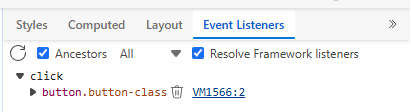 Styles Computed Layout Event Listeners
Ancestors All Resolve Framework listeners
click
button.button-class VM1566:2